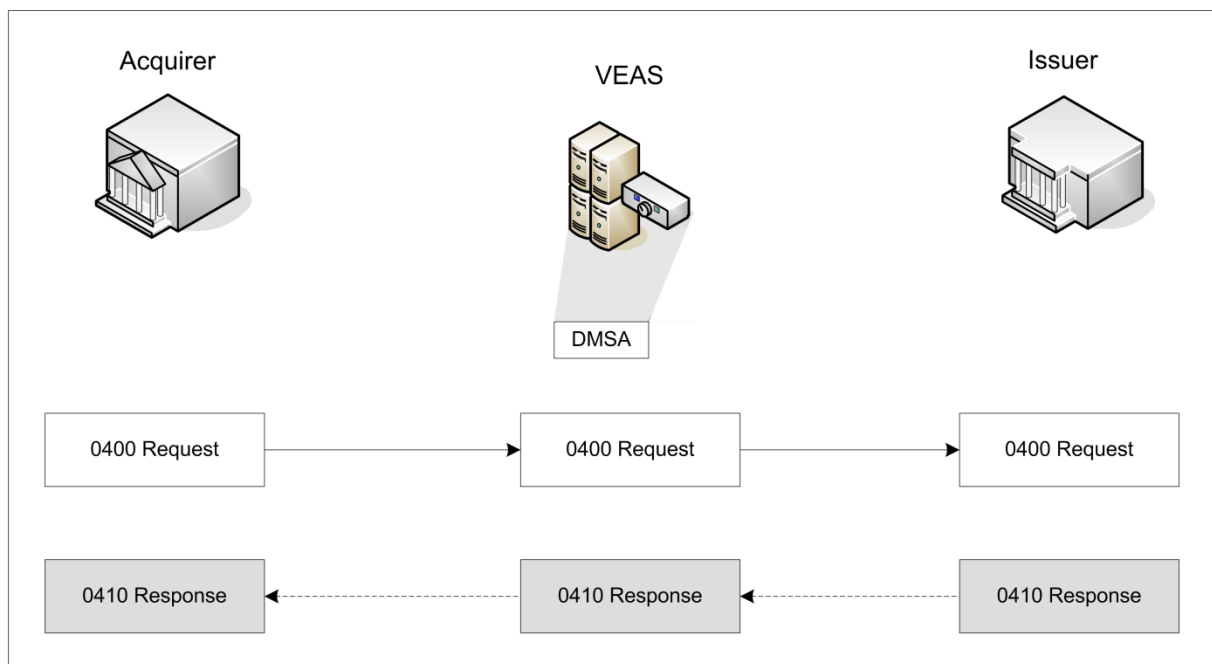 Acquirer
VEAS
Issuer
DMSA
0400 Request
0400 Request
0400 Request
0410 Response
0410 Response
0410 Response